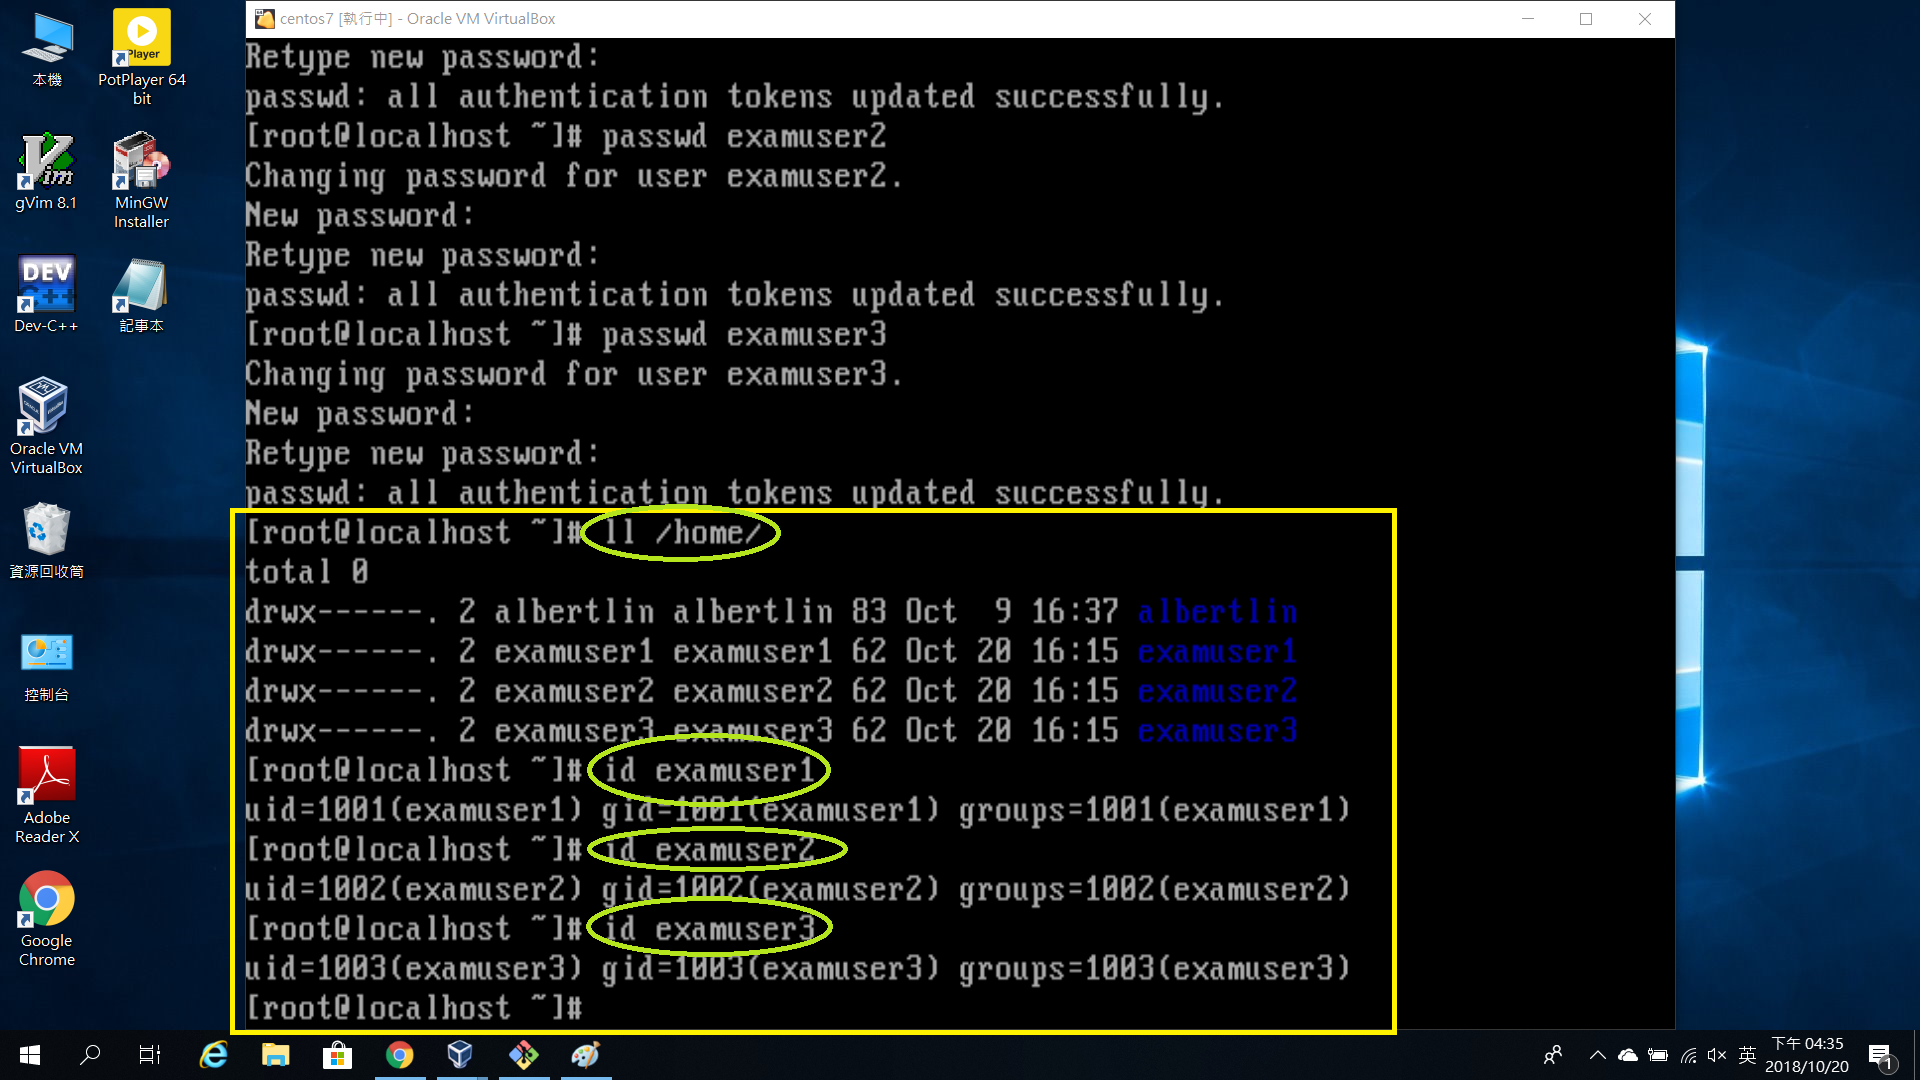 centos7 [執行中] - Oracle VM VirtualBox
本機
PotPlayer 64
bit
gVim 8.1
MinGW
Installer
Dev-C++
記事本
Oracle VM
VirtualBox
資源回收筒
控制台
Adobe
Reader X
Google
Chrome
Retype new password:
passwd: all authentication tokens updated successfully.
[root@localhost ~]# passwd examuser2
Changing password for user examuser2.
New password:
Retype new password:
passwd: all authentication tokens updated successfully.
[root@localhost ~]# passwd examuser3
Changing password for user examuser3.
New password:
Retype new password:
passwd: all authentication tokens updated successfully.
[root@localhost ~]# ll /home/
total 0
drwx------. 2 albertlin albertlin 83 Oct  9 16:37 albertlin
drwx------. 2 examuser1 examuser1 62 Oct 20 16:15 examuser1
drwx------. 2 examuser2 examuser2 62 Oct 20 16:15 examuser2
drwx------. 2 examuser3 examuser3 62 Oct 20 16:15 examuser3
[root@localhost ~]# id examuser1
uid=1001(examuser1) gid=1001(examuser1) groups=1001(examuser1)
[root@localhost ~]# id examuser2
uid=1002(examuser2) gid=1002(examuser2) groups=1002(examuser2)
[root@localhost ~]# id examuser3
uid=1003(examuser3) gid=1003(examuser3) groups=1003(examuser3)
[root@localhost ~]#
英
下午 04:35
2018/10/20
1